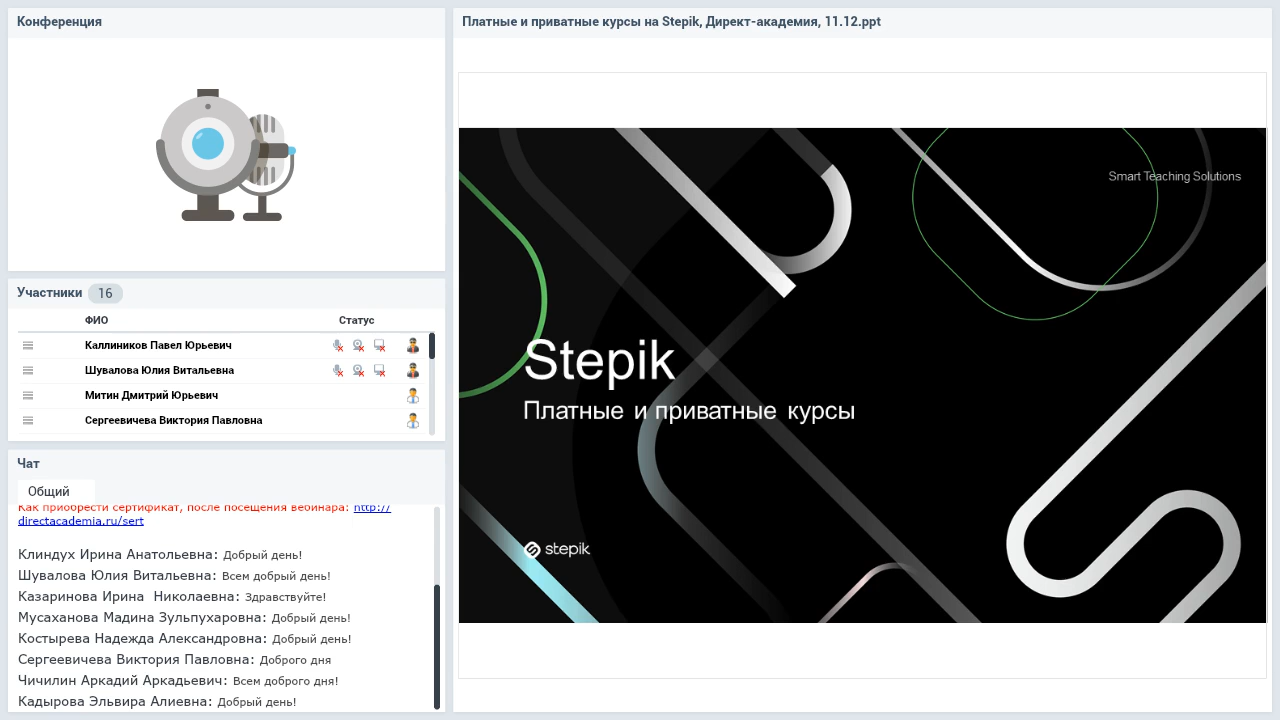 Конференция
Участники 16
ФИО Статус
Каллиников Павел Юрьевич
Шувалова Юлия Витальевна
Митин Дмитрий Юрьевич
Сергеевичева Виктория Павловна
Чат
Общий
Как приобрести сертификат, после посещения вебинара: http://
directacademia.ru/sert
Клиндух Ирина Анатольевна: Добрый день!
Шувалова Юлия Витальевна: Всем добрый день!
Казаринова Ирина  Николаевна: Здравствуйте!
Мусаханова Мадина Зульпухаровна: Добрый день!
Костырева Надежда Александровна: Добрый день!
Сергеевичева Виктория Павловна: Доброго дня
Чичилин Аркадий Аркадьевич: Всем доброго дня!
Кадырова Эльвира Алиевна: Добрый день!
Платные и приватные курсы на Stepik, Директ-академия, 11.12.ppt
Smart Teaching Solutions
Stepik
Платные и приватные курсы
stepik